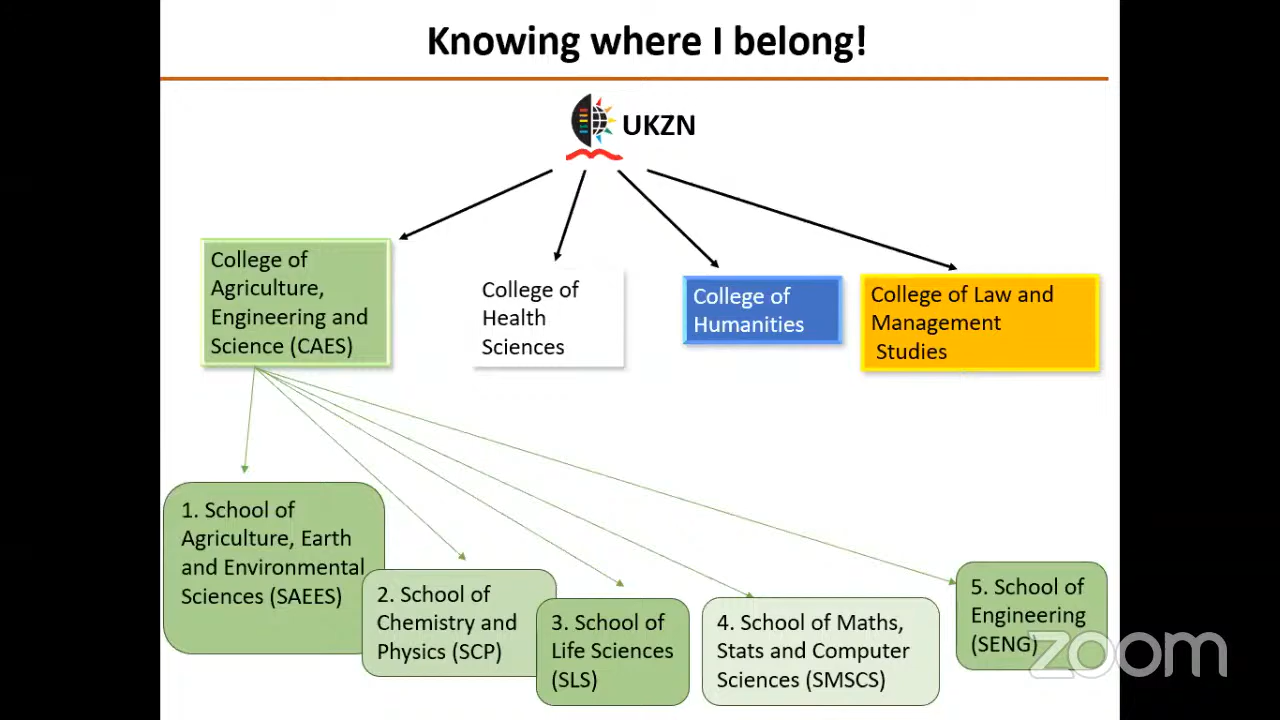 Knowing where I belong!
UKZN
College of
Agriculture,
Engineering and
Science (CAES)
College of
Health
Sciences
College of
Humanities
College of Law and
Management
Studies
1. School of
Agriculture, Earth
and Environmental
Sciences (SAEES)
2. School of
Chemistry and
Physics (SCP)
3. School of
Life Sciences
(SLS)
4. School of Maths,
Stats and Computer
Sciences (SMSCS)
5. School of
Engineering
(SENG)
zoom